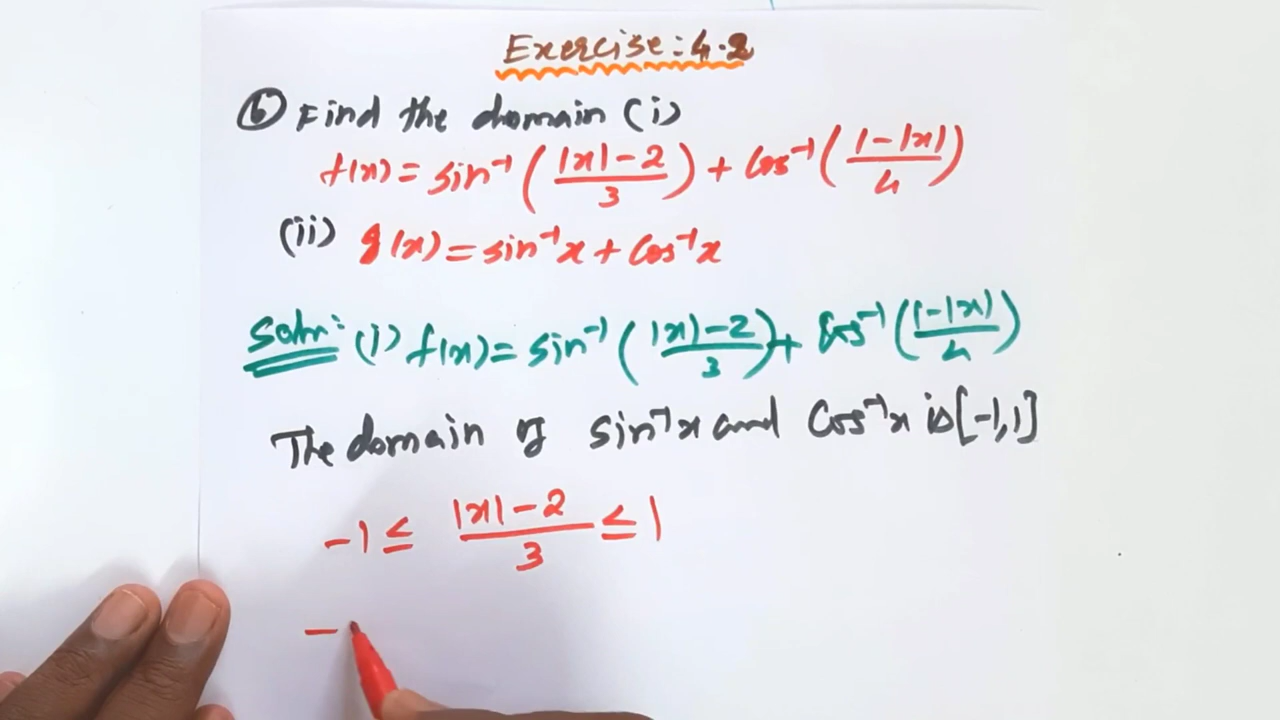 Exercise: 4.2
⑥ Find the domain (i)
f(x) = sin⁻¹ ( |x| - 2 / 3 ) + cos⁻¹ ( 1 - |x| / 4 )
(ii) g(x) = sin⁻¹x + cos⁻¹x
Soln: (i) f(x) = sin⁻¹ ( |x| - 2 / 3 ) + cos⁻¹ ( 1 - |x| / 4 )
The domain of sin⁻¹x and cos⁻¹x is [-1, 1]
-1 ≤ |x| - 2 / 3 ≤ 1
-